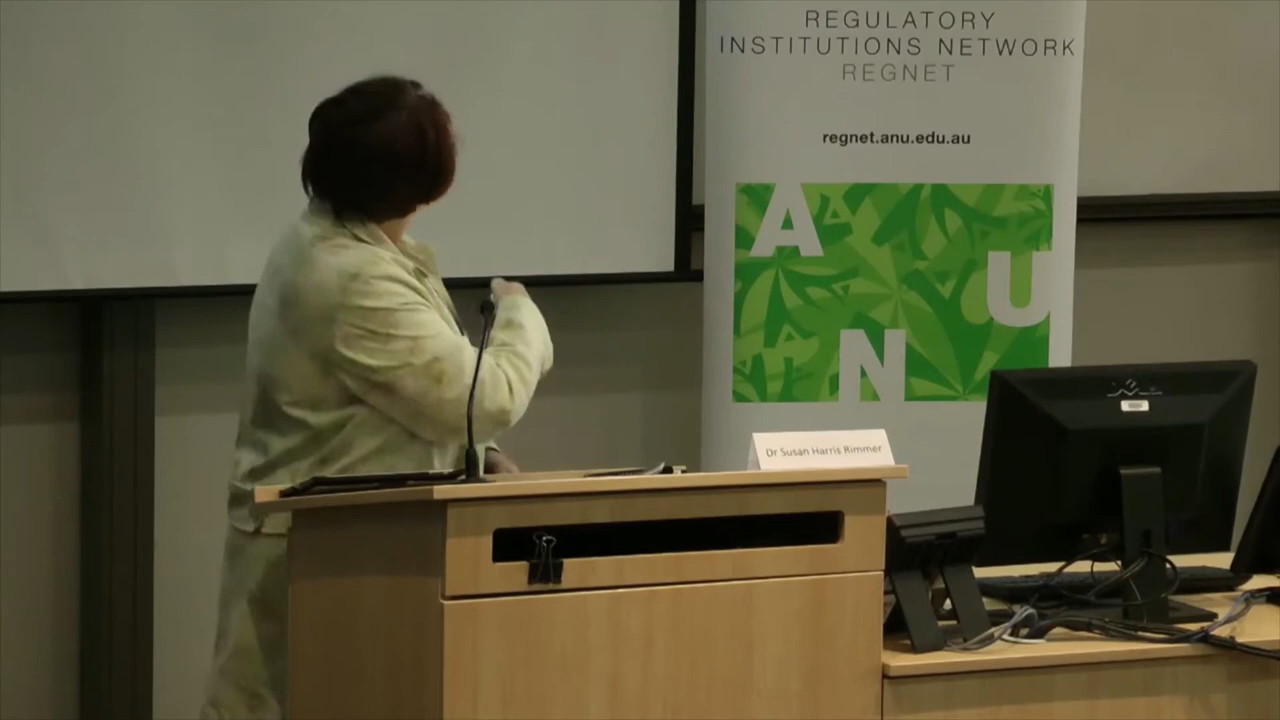 REGULATORY
INSTITUTIONS NETWORK
REGNET
regnet.anu.edu.au
A
U
N
Dr Susan Harris Rimmer